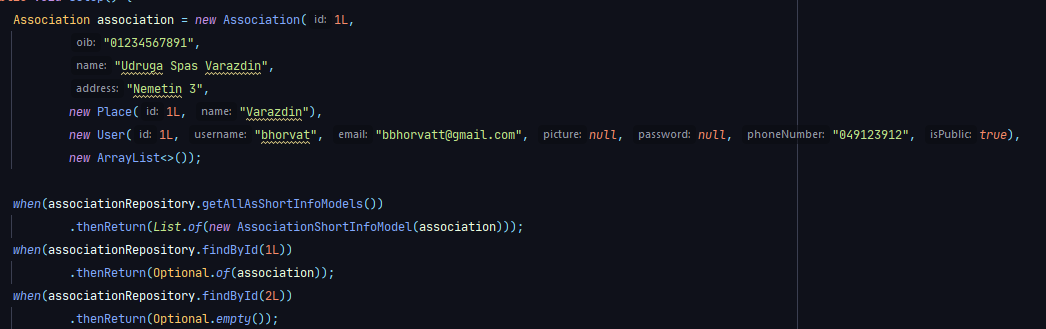 Association association = new Association( id: 1L,
oib: "01234567891",
name: "Udruga Spas Varazdin",
address: "Nemetin 3",
new Place( id: 1L, name: "Varazdin"),
new User( id: 1L, username: "bhorvat", email: "bbhorvatt@gmail.com", picture: null, password: null, phoneNumber: "049123912", isPublic: true),
new ArrayList<>());
when(associationRepository.getAllAsShortInfoModels())
.thenReturn(List.of(new AssociationShortInfoModel(association)));
when(associationRepository.findById(1L))
.thenReturn(Optional.of(association));
when(associationRepository.findById(2L))
.thenReturn(Optional.empty());